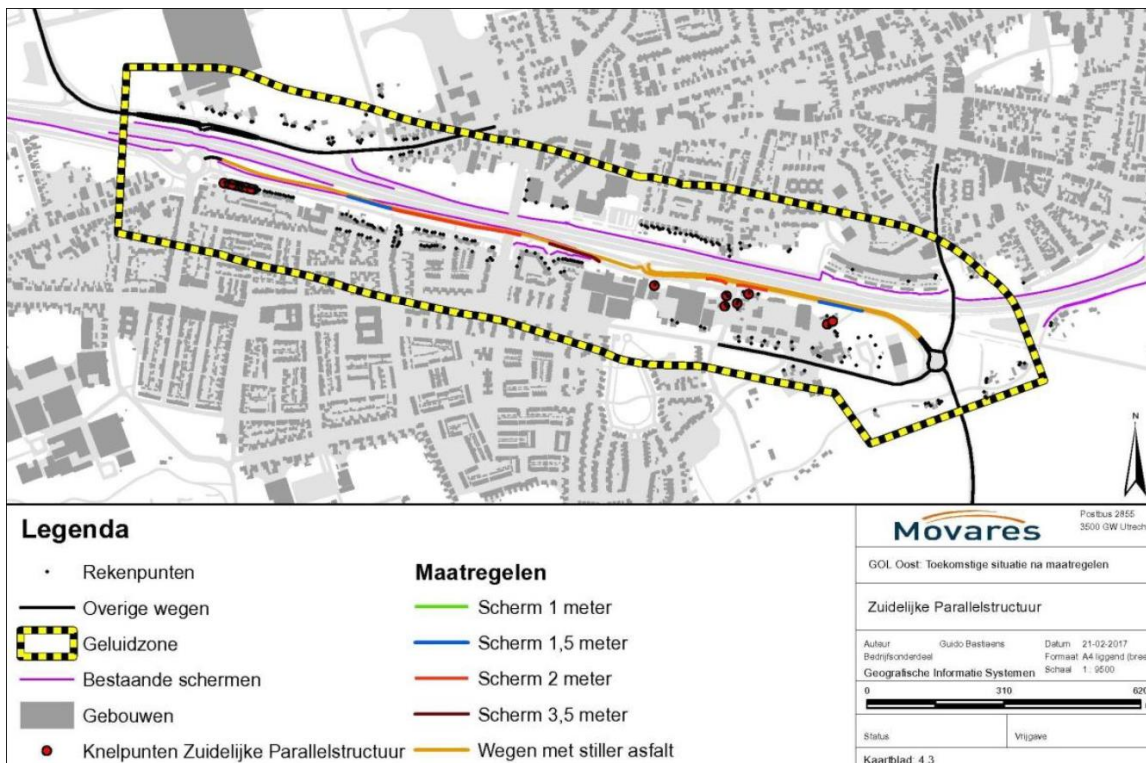 N
Legenda
Rekenpunten
Overige wegen
Geluidzone
Bestaande schermen
Gebouwen
Knelpunten Zuidelijke Parallelstructuur
Maatregelen
Scherm 1 meter
Scherm 1,5 meter
Scherm 2 meter
Scherm 3,5 meter
Wegen met stiller asfalt
Movares
Postbus 2855
3500 GW Utrech
GOL Oost: Toekomstige situatie na maatregelen
Zuidelijke Parallelstructuur
Auteur Guido Bastiaens Datum 21-02-2017
Bedrijfsonderdeel Formaat A4 liggend (bree
Geografische Informatie Systemen Schaal 1: 9500
0 310 620
Status Vrijgave
Kaartblad: 4.3